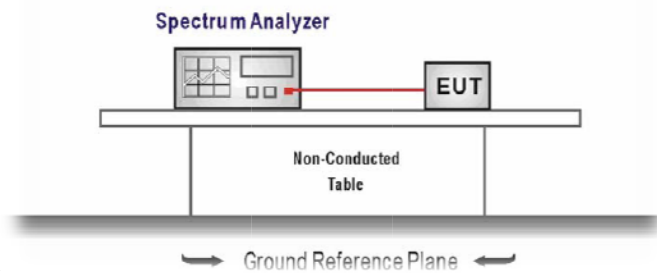 Spectrum Analyzer
EUT
Non-Conducted
Table
Ground Reference Plane